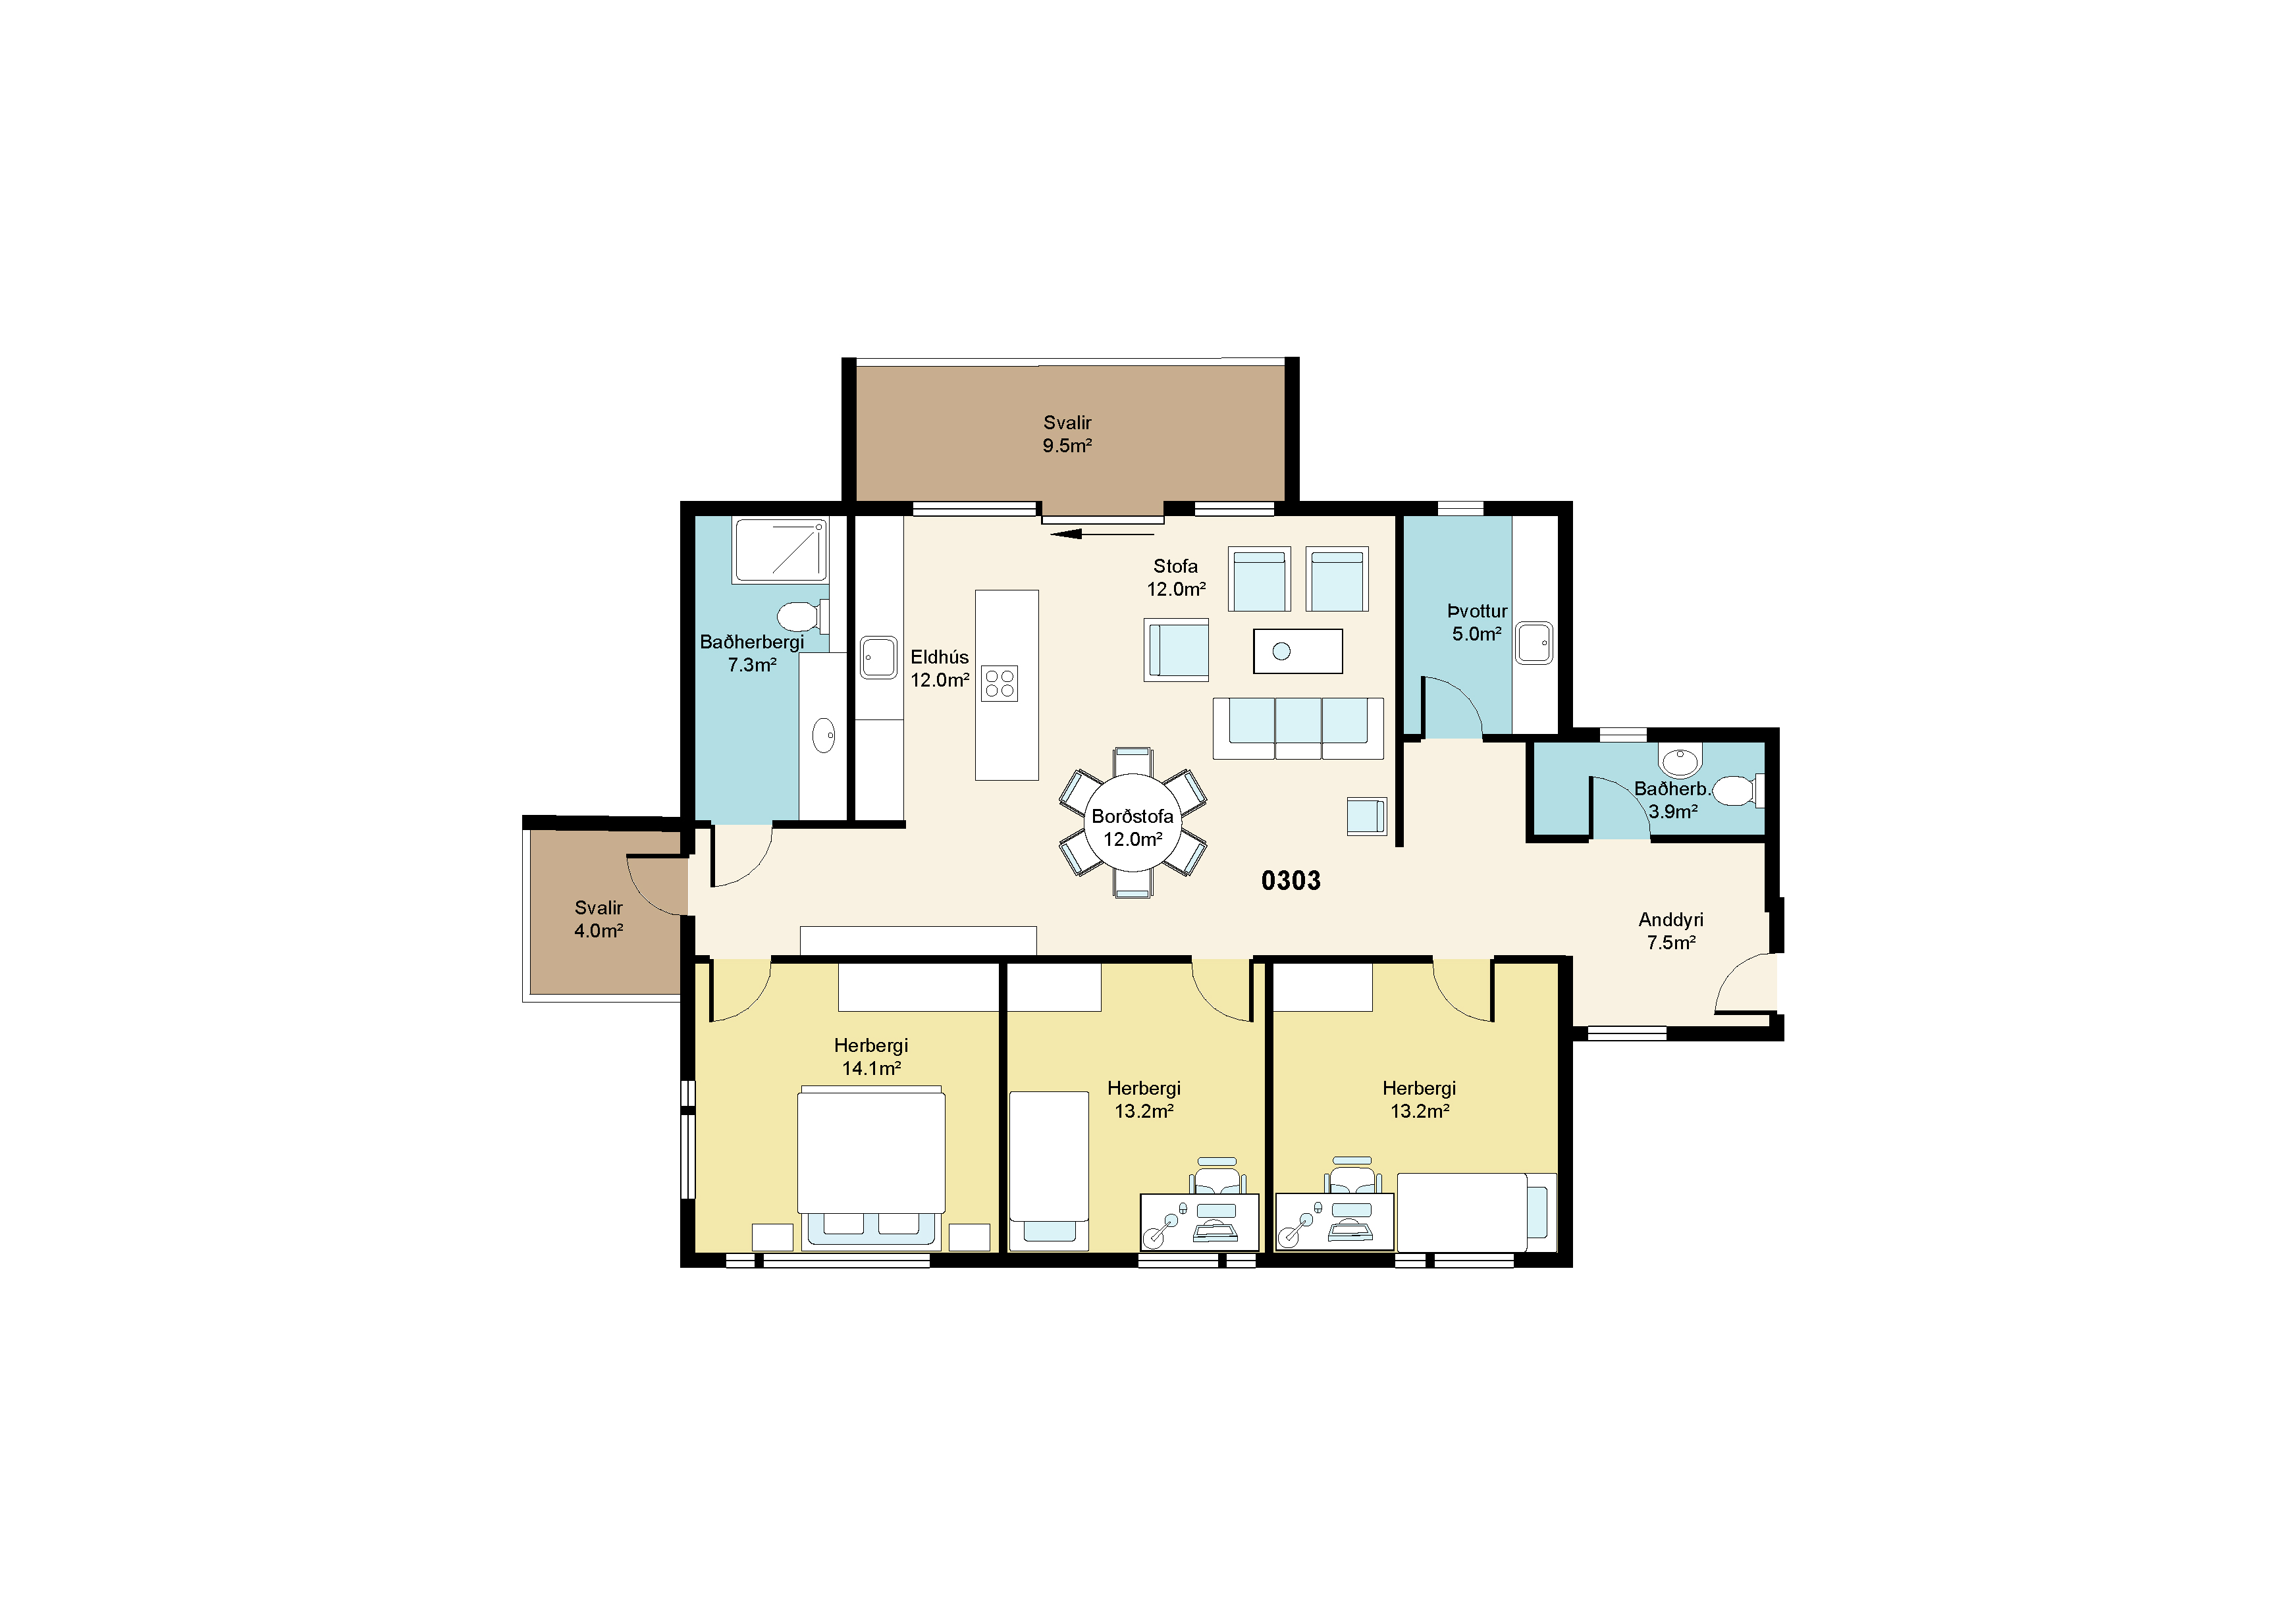 Svalir
9.5m²
Stofa
12.0m²
Þvottur
5.0m²
Baðherbergi
7.3m²
Eldhús
12.0m²
Baðherb.
3.9m²
Borðstofa
12.0m²
0303
Svalir
4.0m²
Anddyri
7.5m²
Herbergi
14.1m²
Herbergi
13.2m²
Herbergi
13.2m²